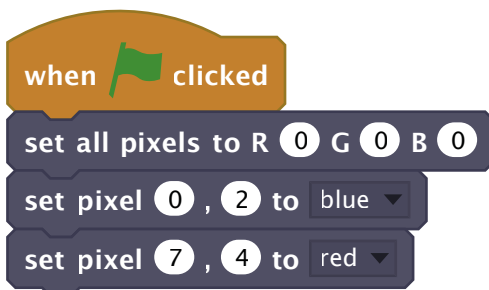 when clicked
set all pixels to R 0 G 0 B 0
set pixel 0 , 2 to blue
set pixel 7 , 4 to red